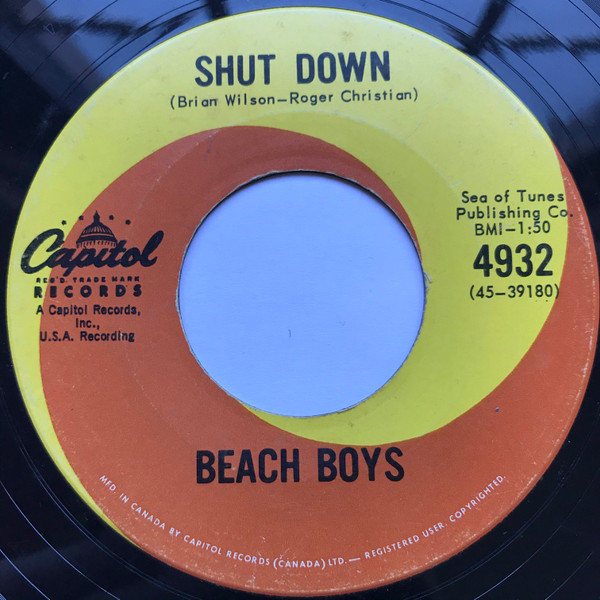 SHUT DOWN
(Brian Wilson—Roger Christian)
Capitol
REG'D. TRADE MARK
RECORDS
A Capitol Records,
Inc.,
U.S.A. Recording
Sea of Tunes
Publishing Co.
BMI-1:50
4932
(45-39180)
BEACH BOYS
MFD. IN CANADA BY CAPITOL RECORDS (CANADA) LTD. — REGISTERED USER. COPYRIGHTED.